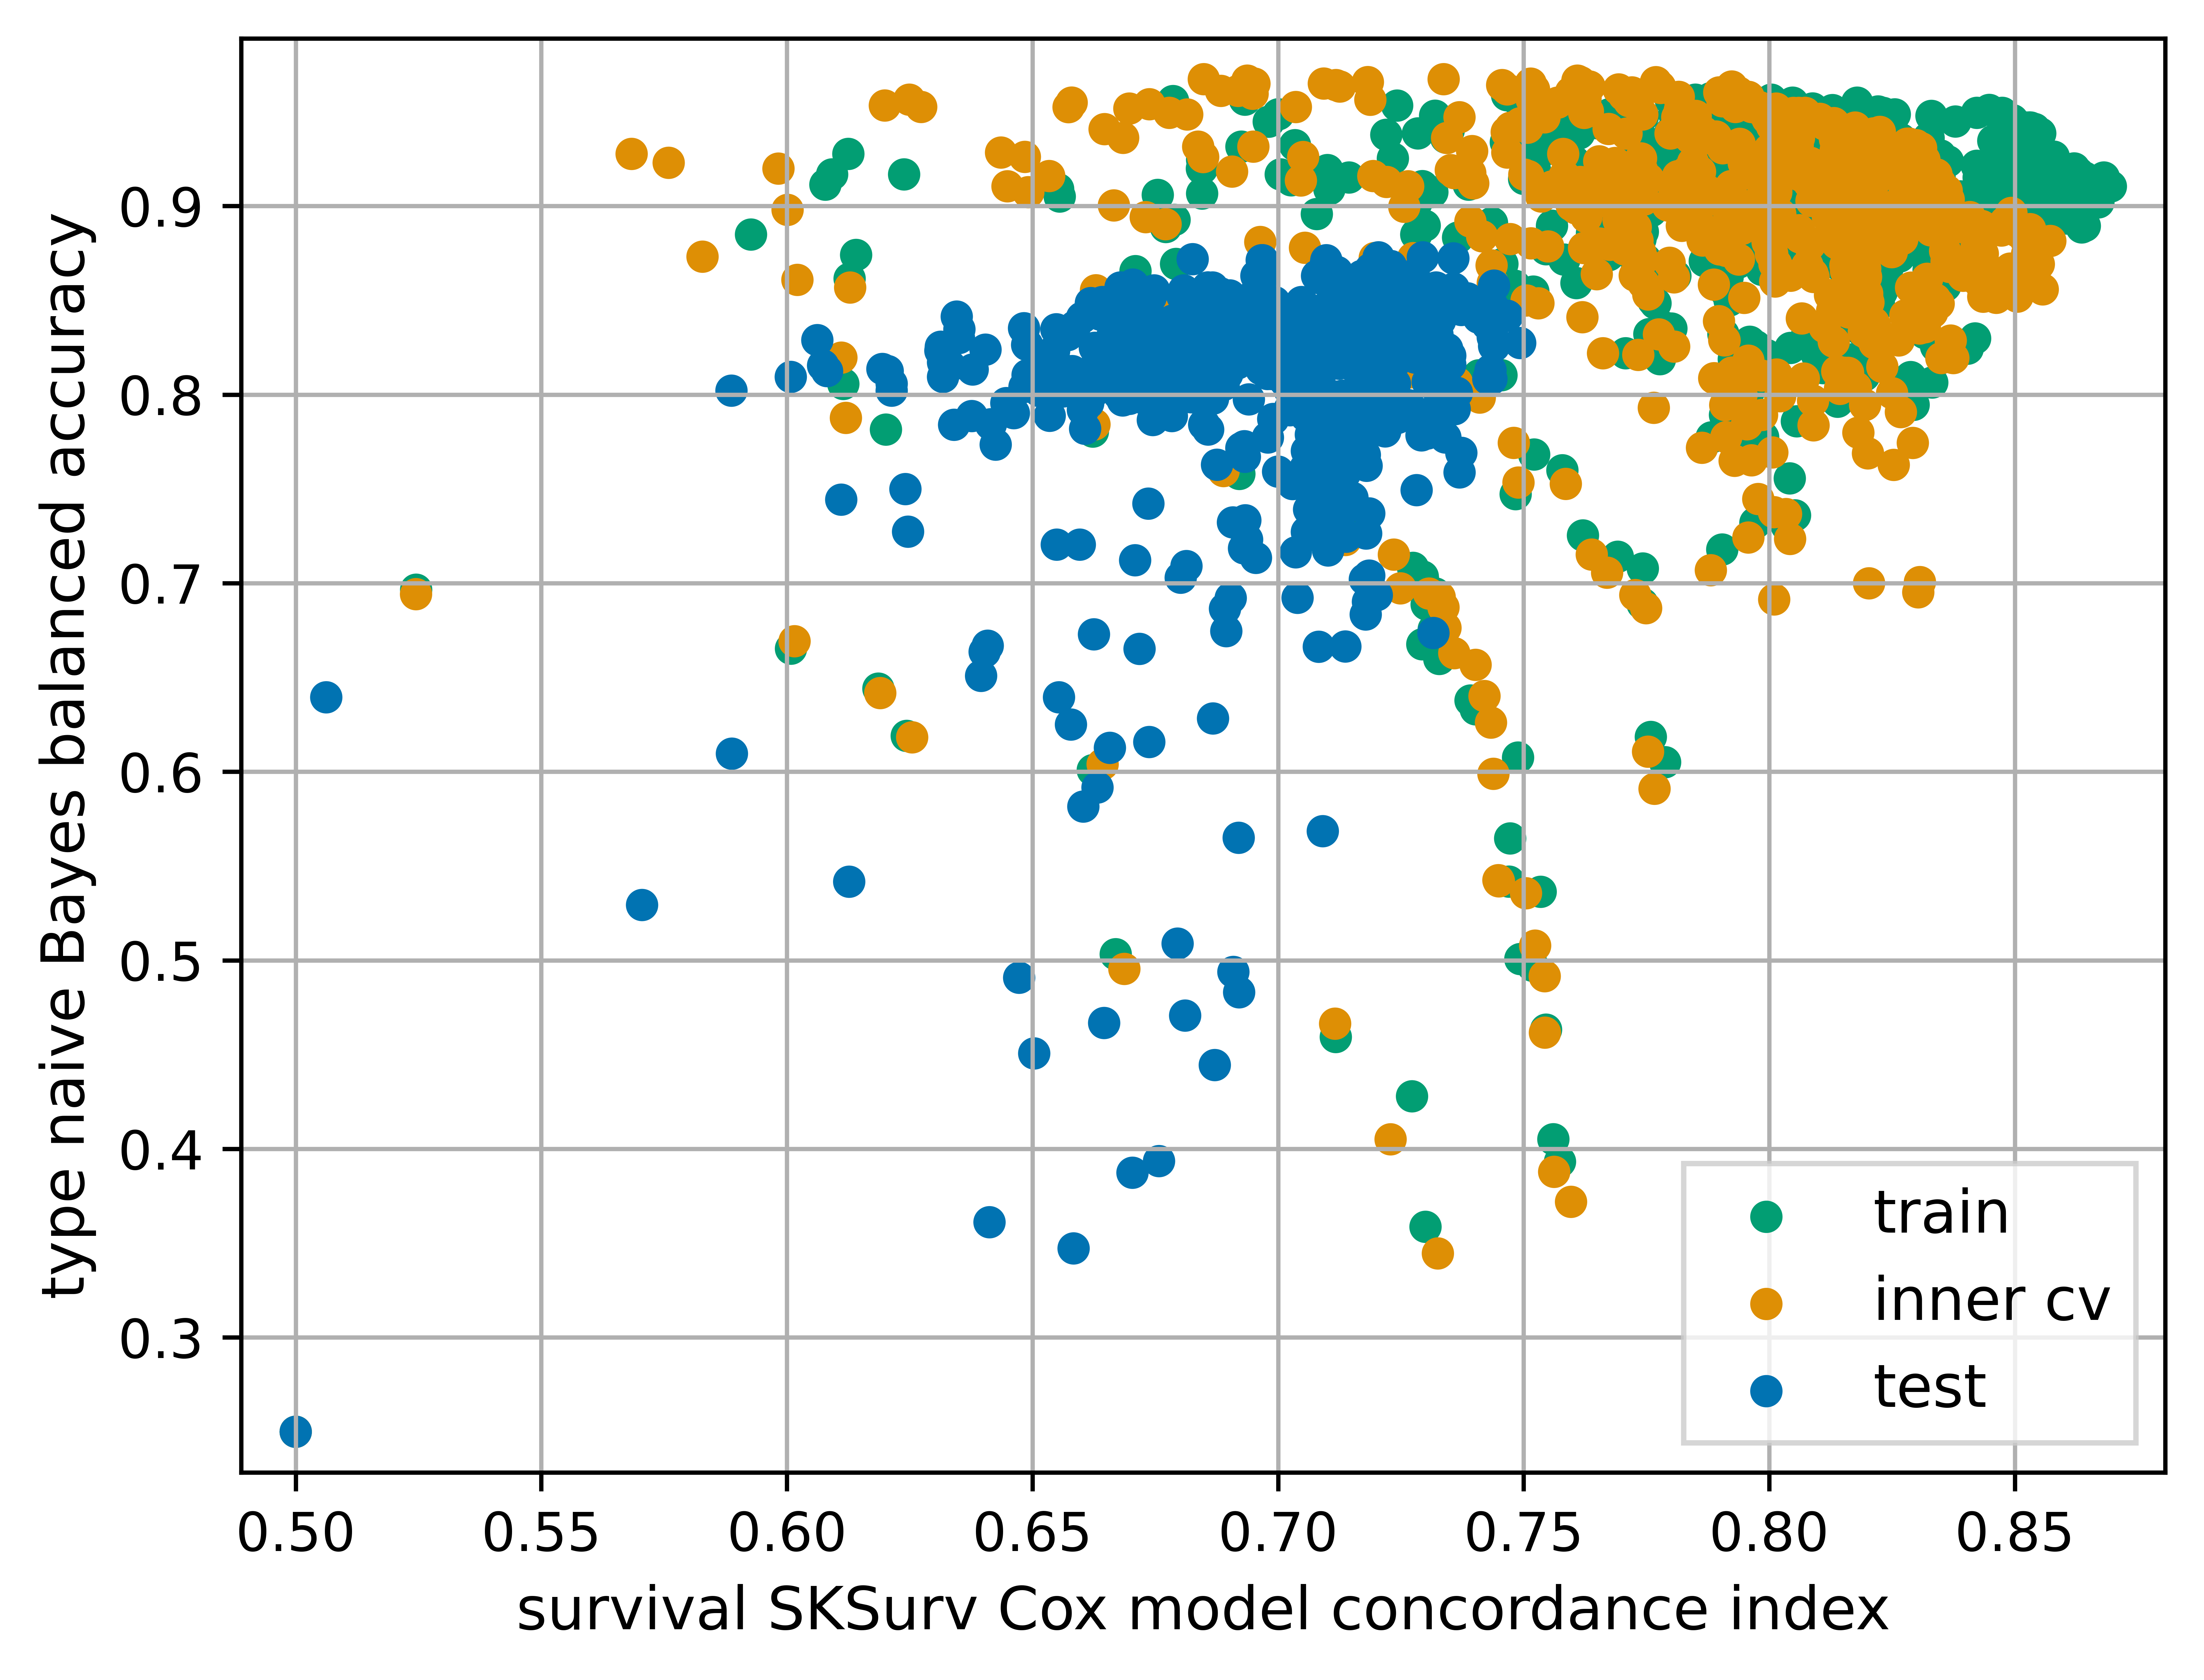 type naive Bayes balanced accuracy
0.9
0.8
0.7
0.6
0.5
0.4
0.3
train
inner cv
test
0.50 0.55 0.60 0.65 0.70 0.75 0.80 0.85
survival SKSurv Cox model concordance index